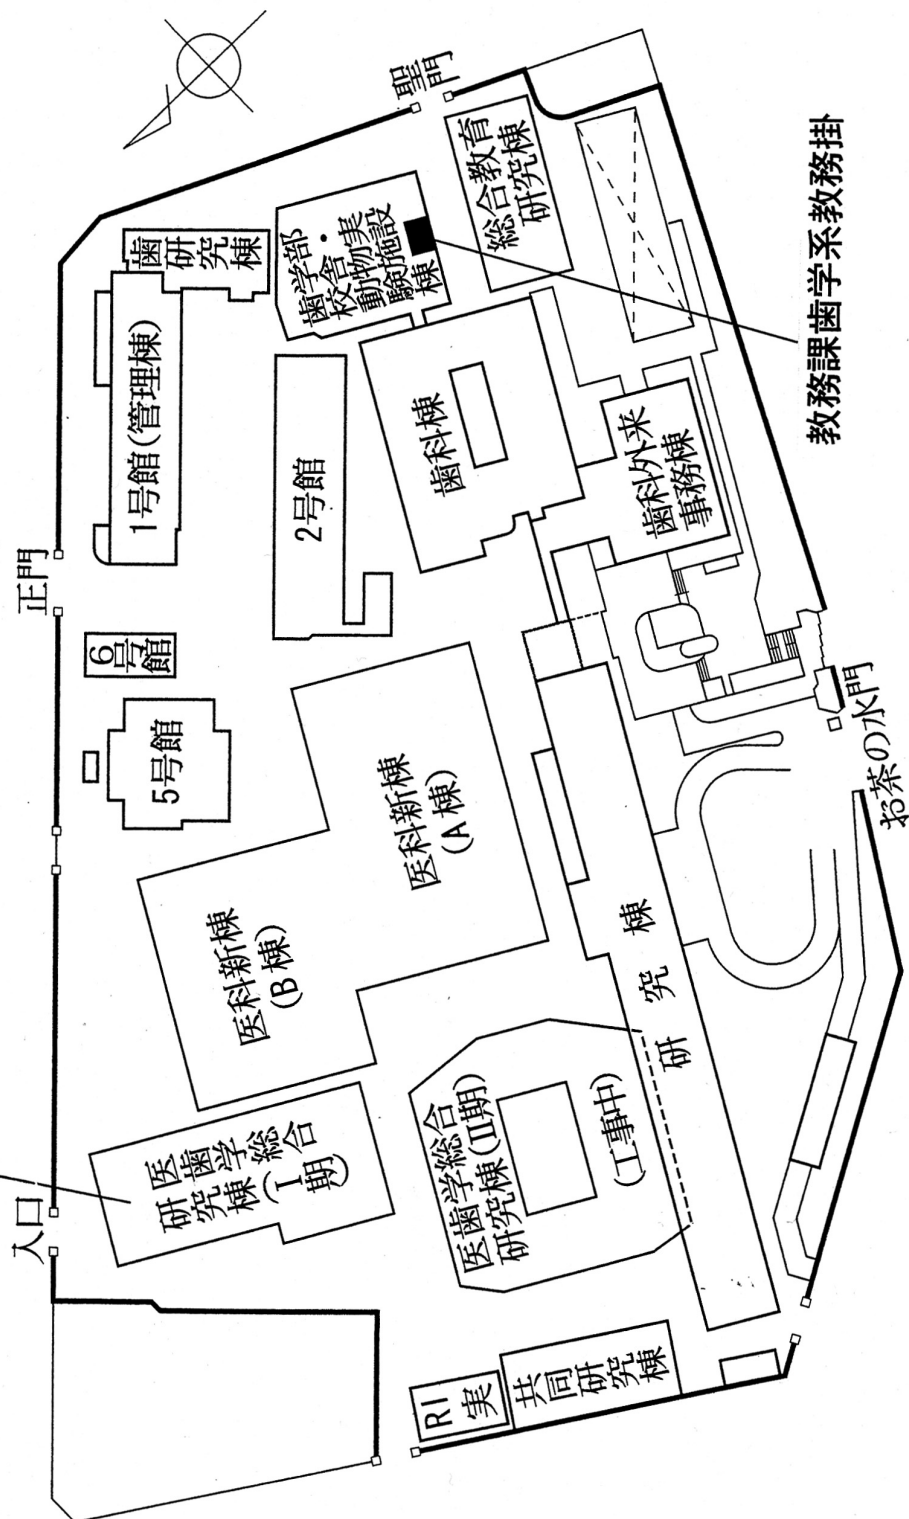 入口
正門
聖門
医歯学総合
研究棟
(I期)
5号館
6号館
1号館(管理棟)
歯研究棟
医科新棟
(B棟)
医科新棟
(A棟)
2号館
歯学部・
歯校舎
動物実
験施設
棟
総合教育
研究棟
歯科棟
医歯学総合
研究棟(II期)
(工事中)
研究棟
歯科外来
事務棟
RI
実
共同研究棟
お茶の水門
教務課歯学系教務掛